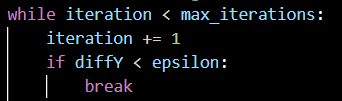 while iteration < max_iterations:
    iteration += 1
    if diffY < epsilon:
        break